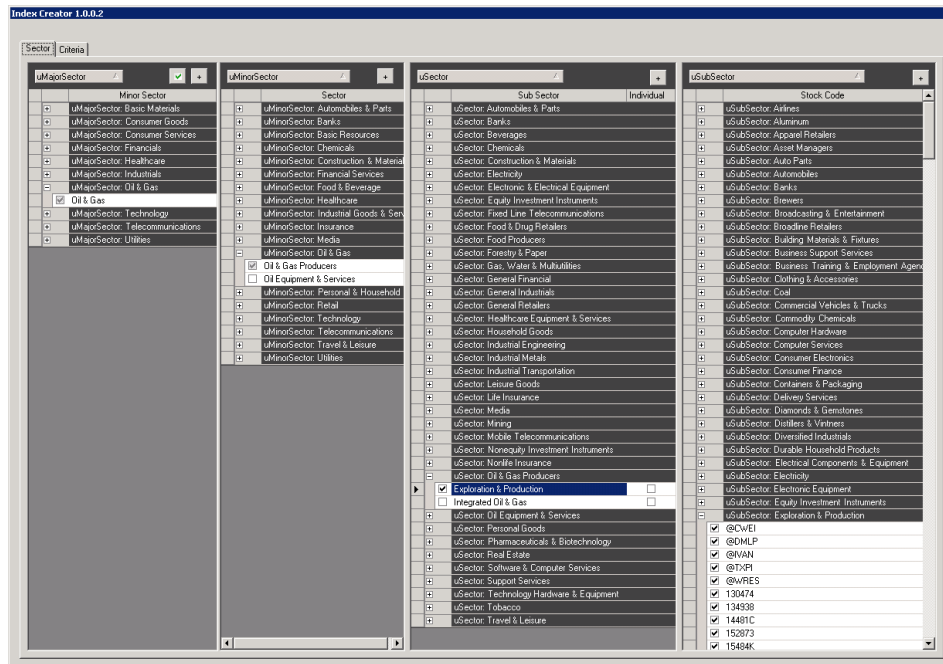 Index Creator 1.0.0.2
Sector
Criteria
uMajorSector
Minor Sector
uMajorSector: Basic Materials
uMajorSector: Consumer Goods
uMajorSector: Consumer Services
uMajorSector: Financials
uMajorSector: Healthcare
uMajorSector: Industrials
uMajorSector: Oil & Gas
Oil & Gas
uMajorSector: Technology
uMajorSector: Telecommunications
uMajorSector: Utilities
uMinorSector
Sector
uMinorSector: Automobiles & Parts
uMinorSector: Banks
uMinorSector: Basic Resources
uMinorSector: Chemicals
uMinorSector: Construction & Material
uMinorSector: Financial Services
uMinorSector: Food & Beverage
uMinorSector: Healthcare
uMinorSector: Industrial Goods & Serv
uMinorSector: Insurance
uMinorSector: Media
uMinorSector: Oil & Gas
Oil & Gas Producers
Oil Equipment & Services
uMinorSector: Personal & Household
uMinorSector: Retail
uMinorSector: Technology
uMinorSector: Telecommunications
uMinorSector: Travel & Leisure
uMinorSector: Utilities
uSector
Sub Sector Individual
uSector: Automobiles & Parts
uSector: Banks
uSector: Beverages
uSector: Chemicals
uSector: Construction & Materials
uSector: Electricity
uSector: Electronic & Electrical Equipment
uSector: Equity Investment Instruments
uSector: Fixed Line Telecommunications
uSector: Food & Drug Retailers
uSector: Food Producers
uSector: Forestry & Paper
uSector: Gas, Water & Multiutilities
uSector: General Financial
uSector: General Industrials
uSector: General Retailers
uSector: Healthcare Equipment & Services
uSector: Household Goods
uSector: Industrial Engineering
uSector: Industrial Metals
uSector: Industrial Transportation
uSector: Leisure Goods
uSector: Life Insurance
uSector: Media
uSector: Mining
uSector: Mobile Telecommunications
uSector: Nonequity Investment Instruments
uSector: Nonlife Insurance
uSector: Oil & Gas Producers
Exploration & Production
Integrated Oil & Gas
uSector: Oil Equipment & Services
uSector: Personal Goods
uSector: Pharmaceuticals & Biotechnology
uSector: Real Estate
uSector: Software & Computer Services
uSector: Support Services
uSector: Technology Hardware & Equipment
uSector: Tobacco
uSector: Travel & Leisure
uSubSector
Stock Code
uSubSector: Airlines
uSubSector: Aluminum
uSubSector: Apparel Retailers
uSubSector: Asset Managers
uSubSector: Auto Parts
uSubSector: Automobiles
uSubSector: Banks
uSubSector: Brewers
uSubSector: Broadcasting & Entertainment
uSubSector: Broadline Retailers
uSubSector: Building Materials & Fixtures
uSubSector: Business Support Services
uSubSector: Business Training & Employment Agenc
uSubSector: Clothing & Accessories
uSubSector: Coal
uSubSector: Commercial Vehicles & Trucks
uSubSector: Commodity Chemicals
uSubSector: Computer Hardware
uSubSector: Computer Services
uSubSector: Consumer Electronics
uSubSector: Consumer Finance
uSubSector: Containers & Packaging
uSubSector: Delivery Services
uSubSector: Diamonds & Gemstones
uSubSector: Distillers & Vintners
uSubSector: Diversified Industrials
uSubSector: Durable Household Products
uSubSector: Electrical Components & Equipment
uSubSector: Electricity
uSubSector: Electronic Equipment
uSubSector: Equity Investment Instruments
uSubSector: Exploration & Production
@CWEI
@DMLP
@IVAN
@TXPI
@WRES
130474
134938
14481C
152873
15484K